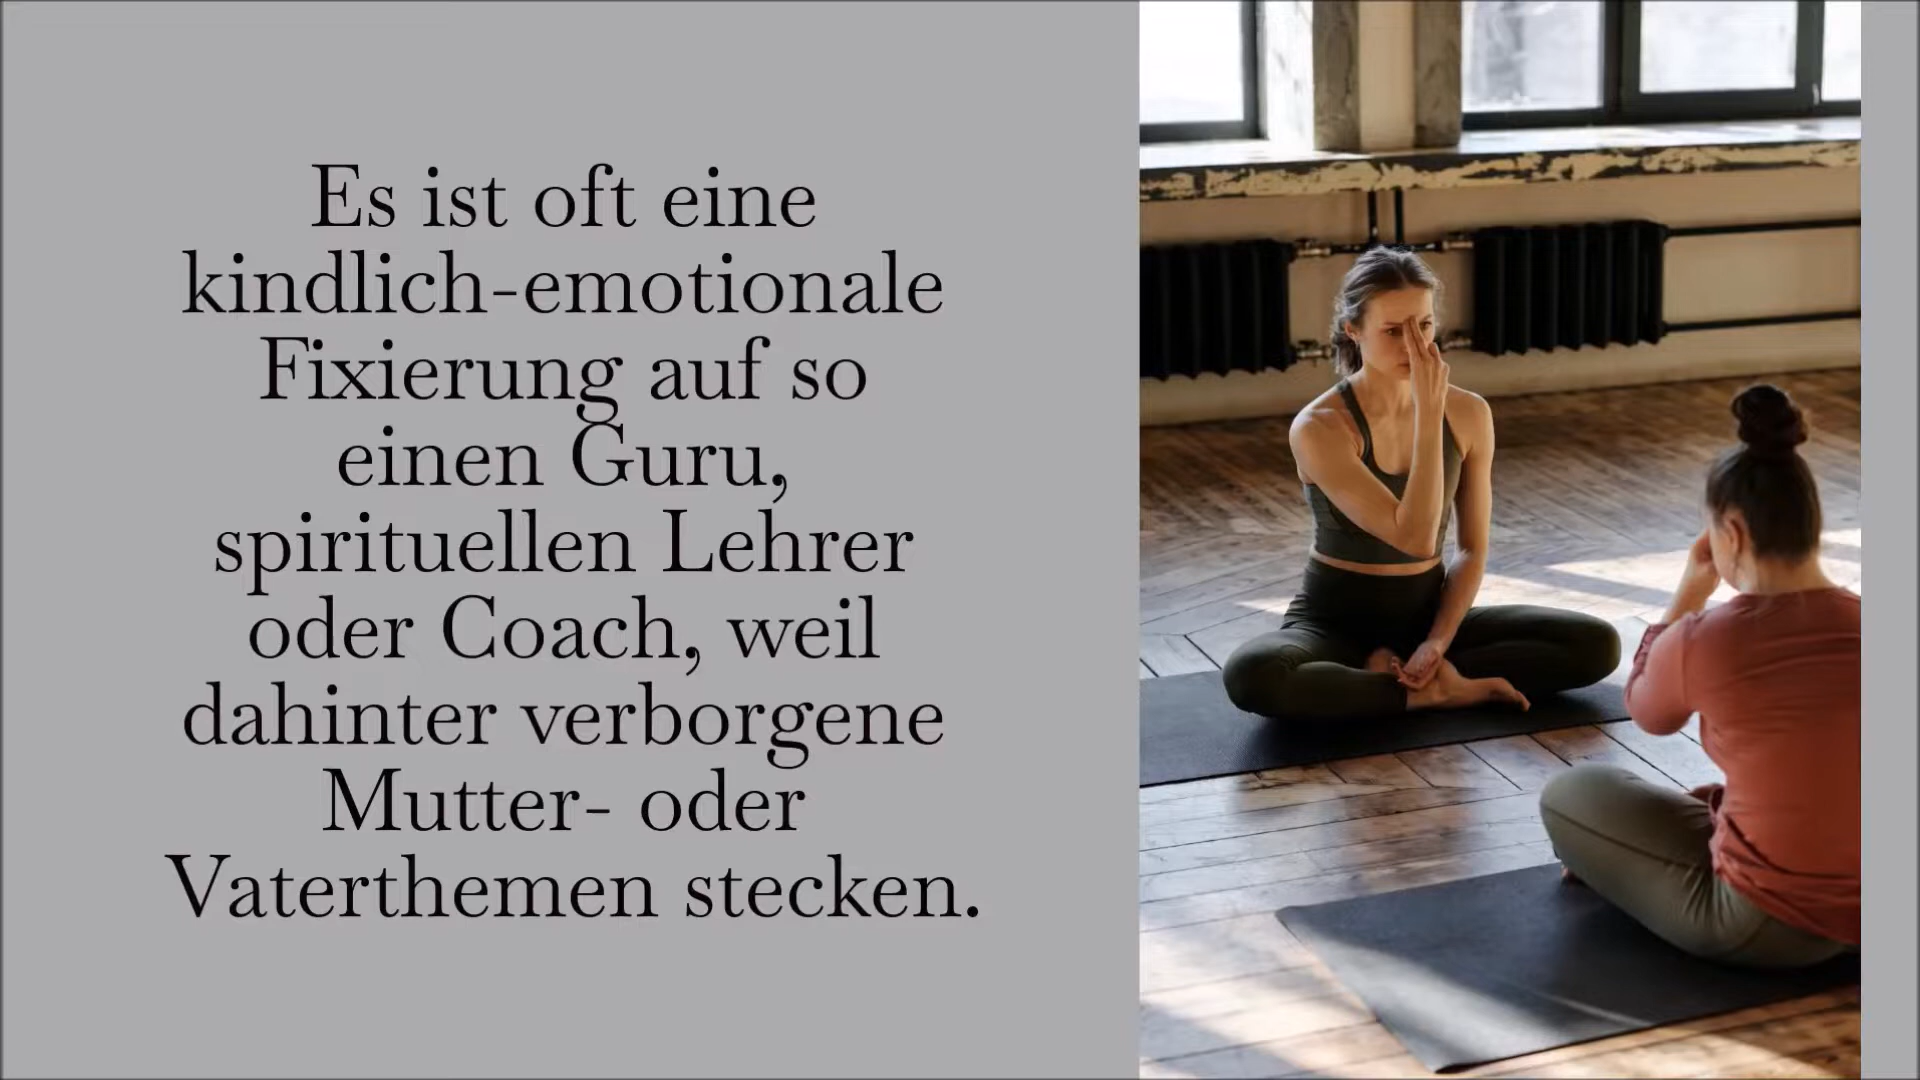 Es ist oft eine
kindlich-emotionale
Fixierung auf so
einen Guru,
spirituellen Lehrer
oder Coach, weil
dahinter verborgene
Mutter- oder
Vaterthemen stecken.